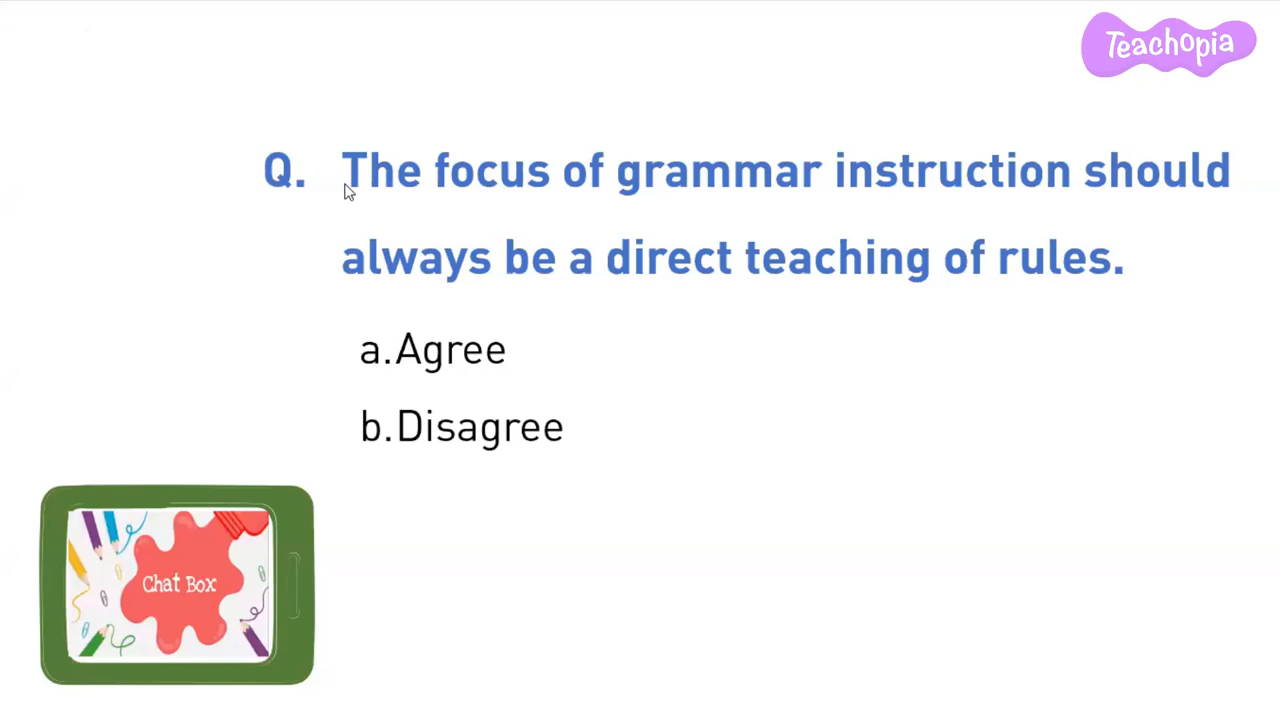 Teachopia
Q. The focus of grammar instruction should
always be a direct teaching of rules.
a.Agree
b.Disagree
Chat Box